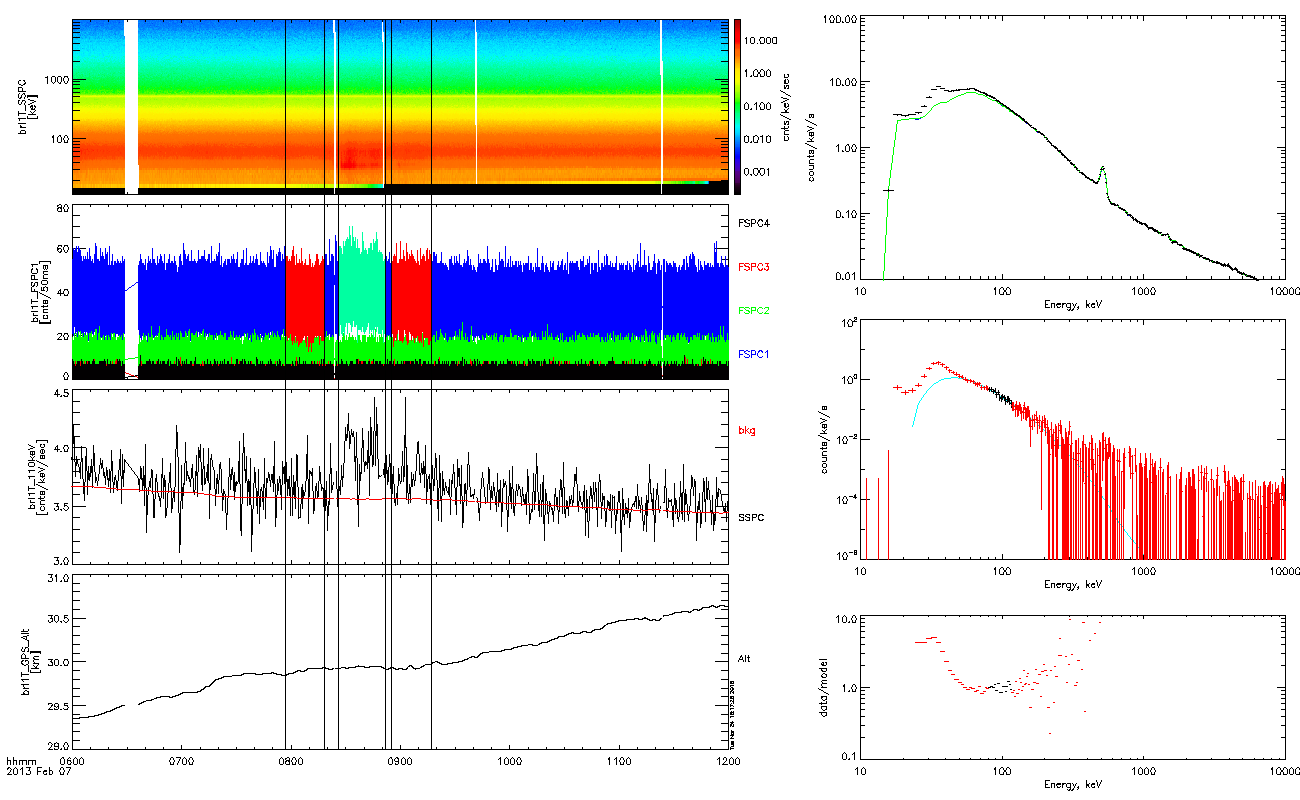 brl1T_SSPC
[keV]
1000
100
10.000
1.000
0.100
0.010
0.001
cnts/keV/sec
brl1T_FSPC1
[cnts/50ms]
80
60
40
20
0
FSPC4
FSPC3
FSPC2
FSPC1
brl1T_110keV
[cnts/keV/sec]
4.5
4.0
3.5
3.0
bkg
SSPC
brl1T_GPS_Alt
[km]
31.0
30.5
30.0
29.5
29.0
Alt
hhmm
2013 Feb 07
0600
0700
0800
0900
1000
1100
1200
counts/keV/s
100.00
10.00
1.00
0.10
0.01
10
100
1000
10000
Energy, keV
counts/keV/s
10²
10⁰
10⁻²
10⁻⁴
10⁻⁶
10
100
1000
10000
Energy, keV
data/model
10.0
1.0
0.1
10
100
1000
10000
Energy, keV